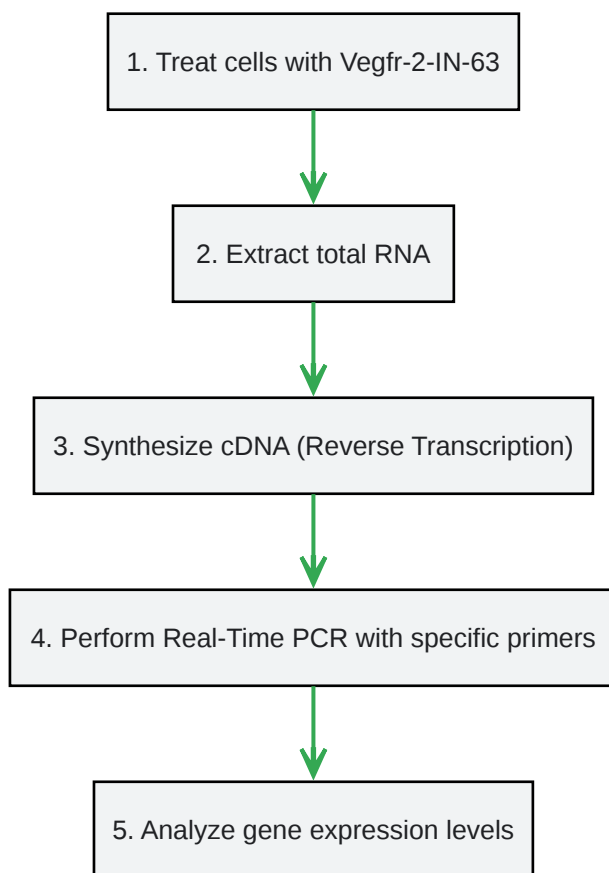 1. Treat cells with Vegfr-2-IN-63
2. Extract total RNA
3. Synthesize cDNA (Reverse Transcription)
4. Perform Real-Time PCR with specific primers
5. Analyze gene expression levels